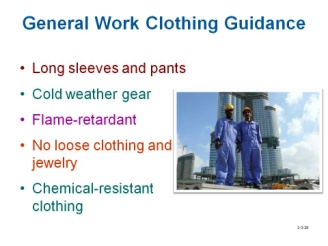 General Work Clothing Guidance
• Long sleeves and pants
• Cold weather gear
• Flame-retardant
• No loose clothing and
jewelry
• Chemical-resistant
clothing